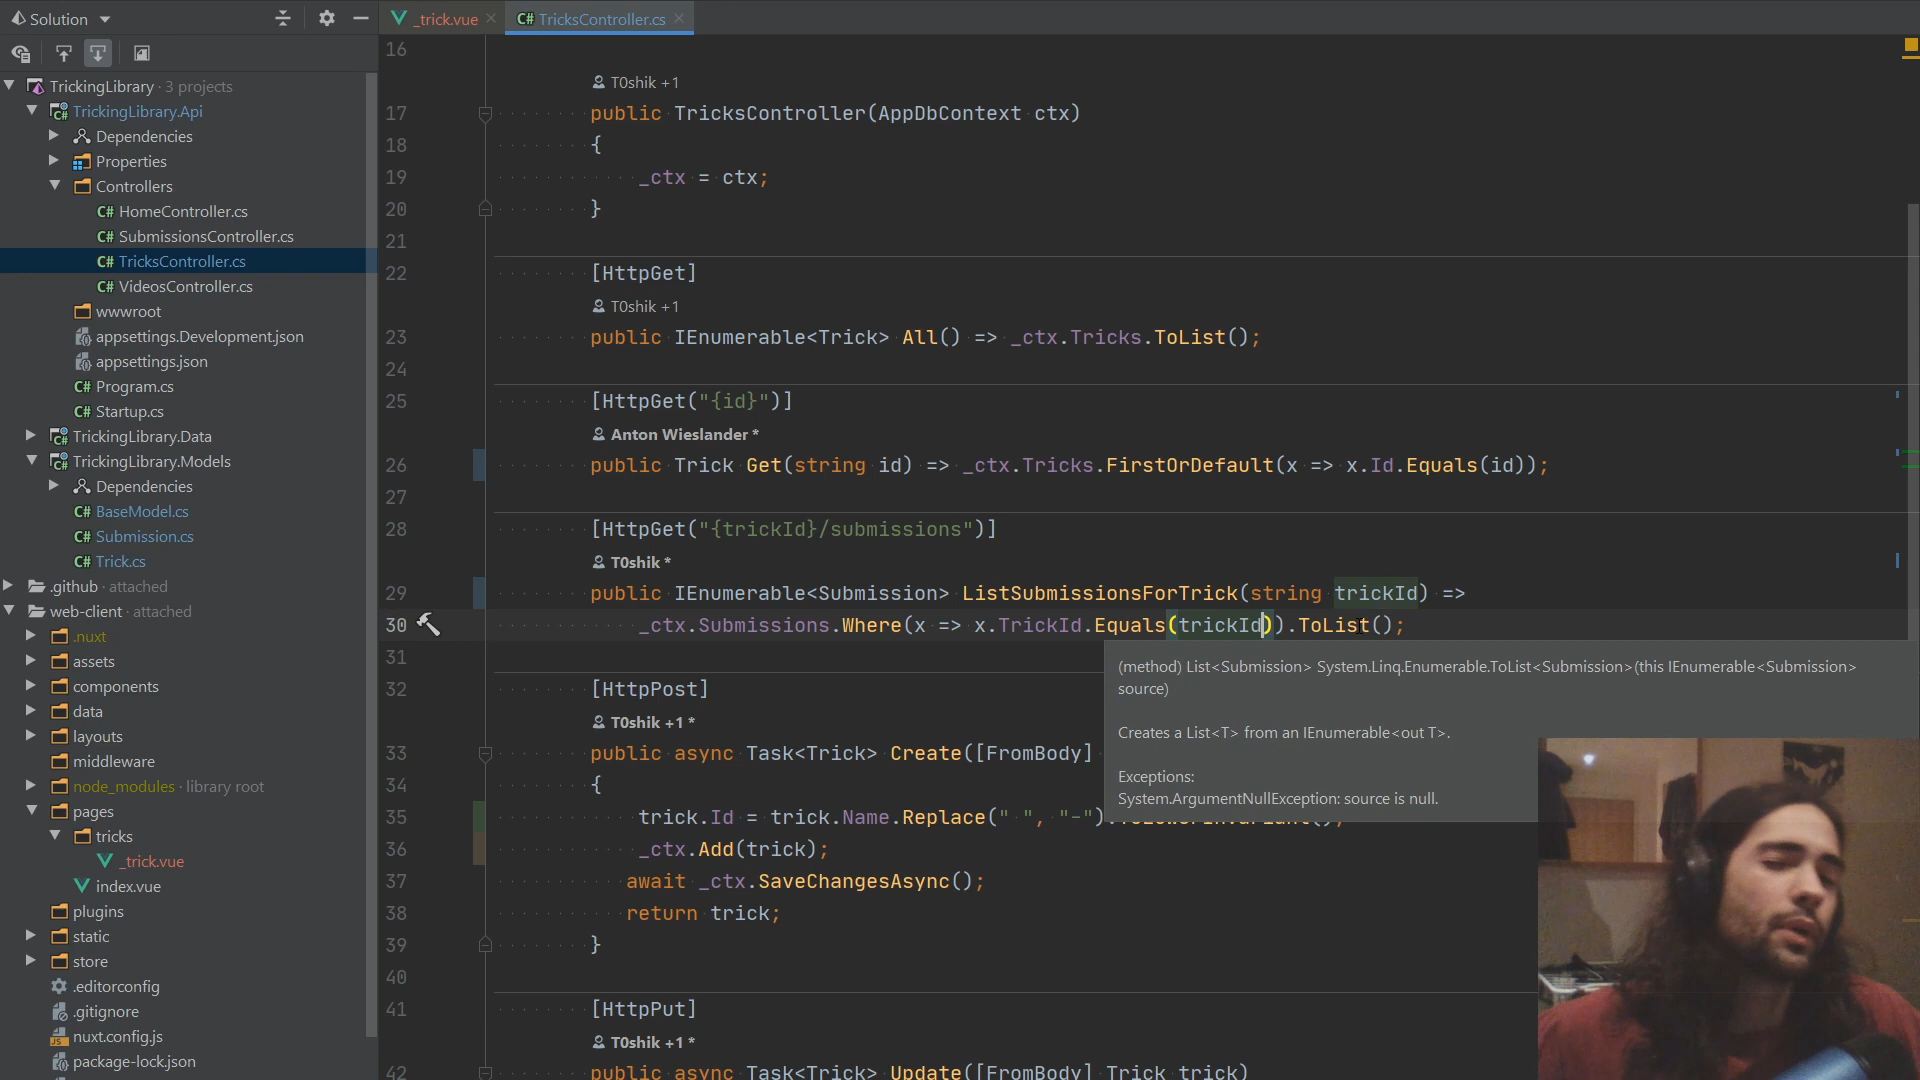 Solution
_trick.vue
C# TricksController.cs
TrickingLibrary · 3 projects
TrickingLibrary.Api
Dependencies
Properties
Controllers
C# HomeController.cs
C# SubmissionsController.cs
C# TricksController.cs
C# VideosController.cs
wwwroot
appsettings.Development.json
appsettings.json
C# Program.cs
C# Startup.cs
TrickingLibrary.Data
TrickingLibrary.Models
Dependencies
C# BaseModel.cs
C# Submission.cs
C# Trick.cs
.github · attached
web-client · attached
.nuxt
assets
components
data
layouts
middleware
node_modules · library root
pages
tricks
_trick.vue
index.vue
plugins
static
store
.editorconfig
.gitignore
nuxt.config.js
package-lock.json
16
T0shik +1
17 public TricksController(AppDbContext ctx)
18 {
19 _ctx = ctx;
20 }
21
22 [HttpGet]
T0shik +1
23 public IEnumerable<Trick> All() => _ctx.Tricks.ToList();
24
25 [HttpGet("{id}")]
Anton Wieslander *
26 public Trick Get(string id) => _ctx.Tricks.FirstOrDefault(x => x.Id.Equals(id));
27
28 [HttpGet("{trickId}/submissions")]
T0shik *
29 public IEnumerable<Submission> ListSubmissionsForTrick(string trickId) =>
30 _ctx.Submissions.Where(x => x.TrickId.Equals(trickId)).ToList();
31
(method) List<Submission> System.Linq.Enumerable.ToList<Submission>(this IEnumerable<Submission>
source)
Creates a List<T> from an IEnumerable<out T>.
Exceptions:
System.ArgumentNullException: source is null.
32 [HttpPost]
T0shik +1 *
33 public async Task<Trick> Create([FromBody]
34 {
35 trick.Id = trick.Name.Replace(" ", "-")
36 _ctx.Add(trick);
37 await _ctx.SaveChangesAsync();
38 return trick;
39 }
40
41 [HttpPut]
T0shik +1 *
42 public async Task<Trick> Update([FromBody] Trick trick)